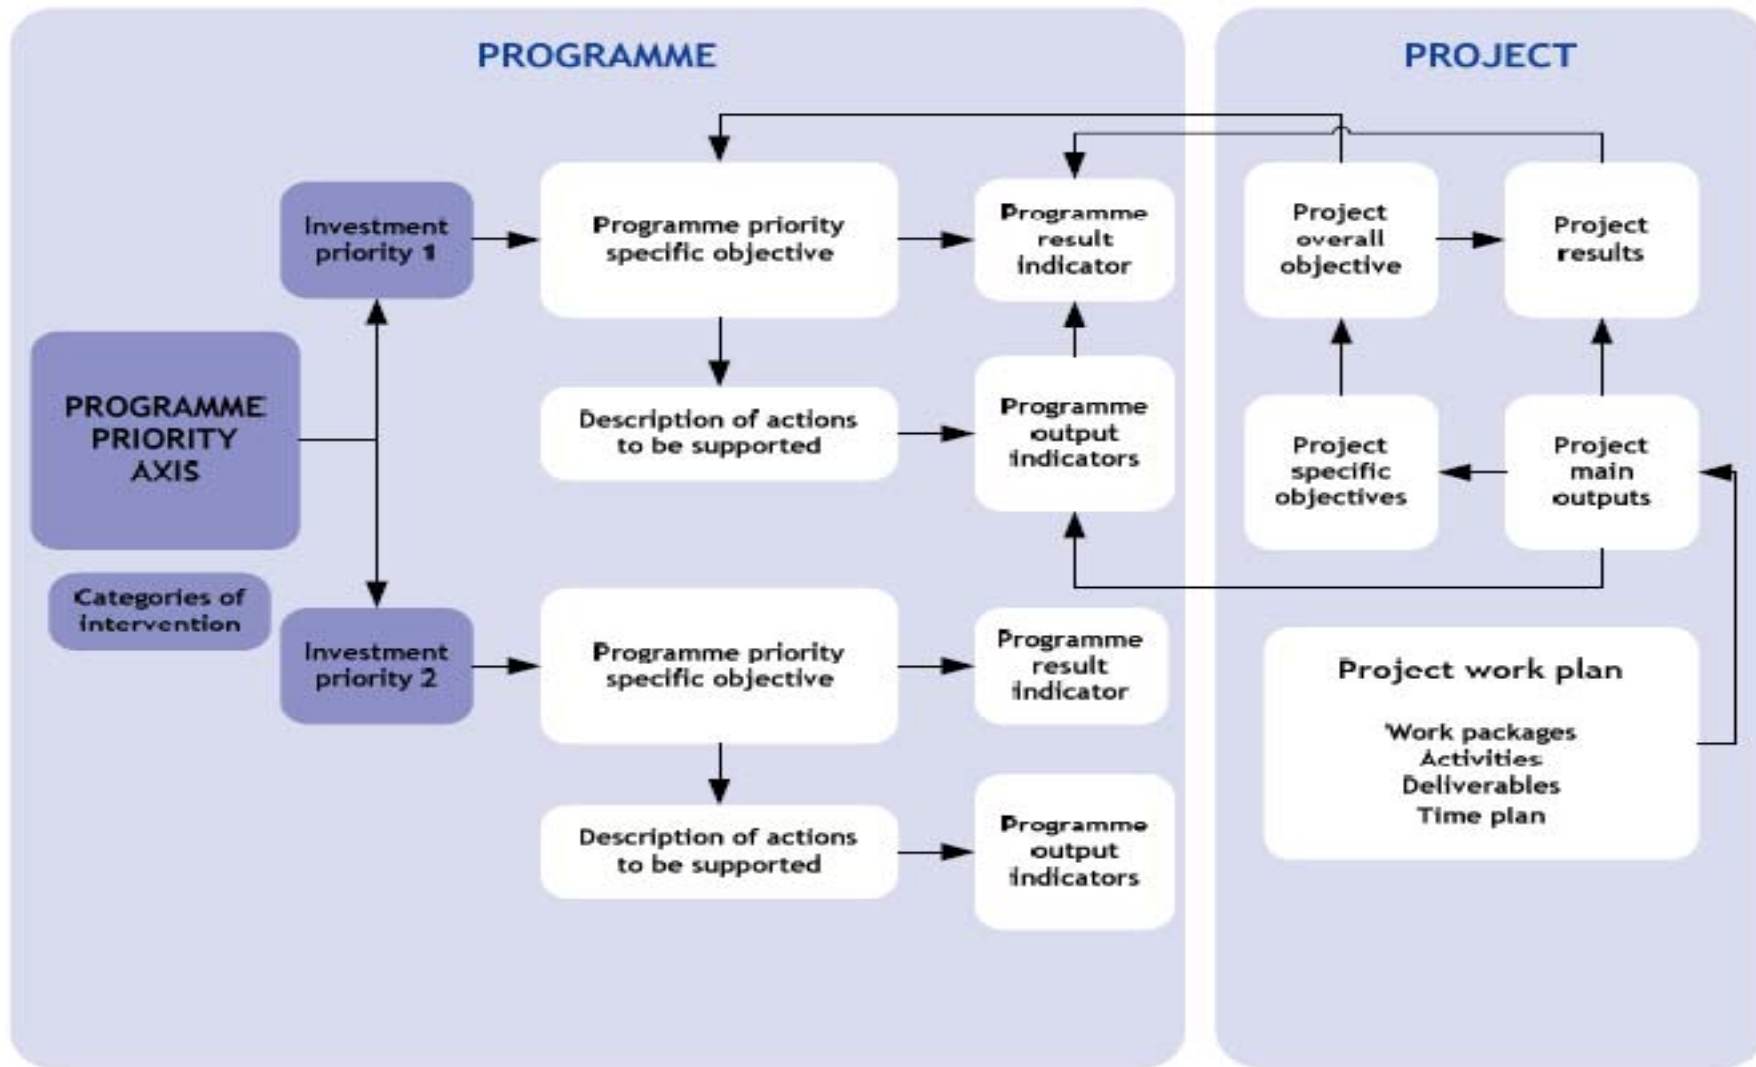 PROGRAMME
PROJECT
Investment
priority 1
Programme priority
specific objective
Programme
result
indicator
Project
overall
objective
Project
results
PROGRAMME
PRIORITY
AXIS
Description of actions
to be supported
Programme
output
indicators
Project
specific
objectives
Project
main
outputs
Categories of
intervention
Investment
priority 2
Programme priority
specific objective
Programme
result
indicator
Project work plan
Work packages
Activities
Deliverables
Time plan
Description of actions
to be supported
Programme
output
indicators